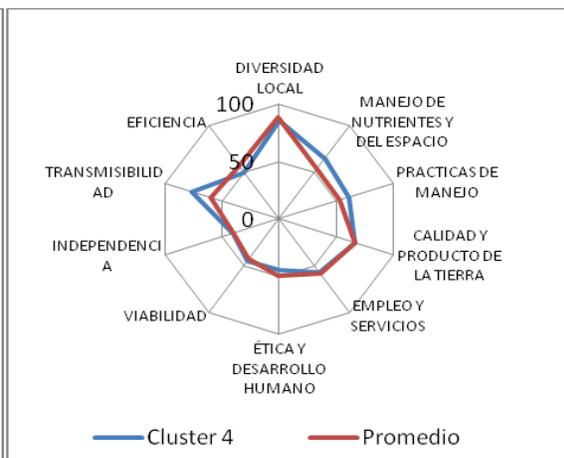 DIVERSIDAD
LOCAL
MANEJO DE
NUTRIENTES Y
DEL ESPACIO
PRACTICAS DE
MANEJO
CALIDAD Y
PRODUCTO DE
LA TIERRA
EMPLEO Y
SERVICIOS
ÉTICA Y
DESARROLLO
HUMANO
VIABILIDAD
INDEPENDENCI
A
TRANSMISIBILID
AD
EFICIENCIA
100
50
0
Cluster 4
Promedio